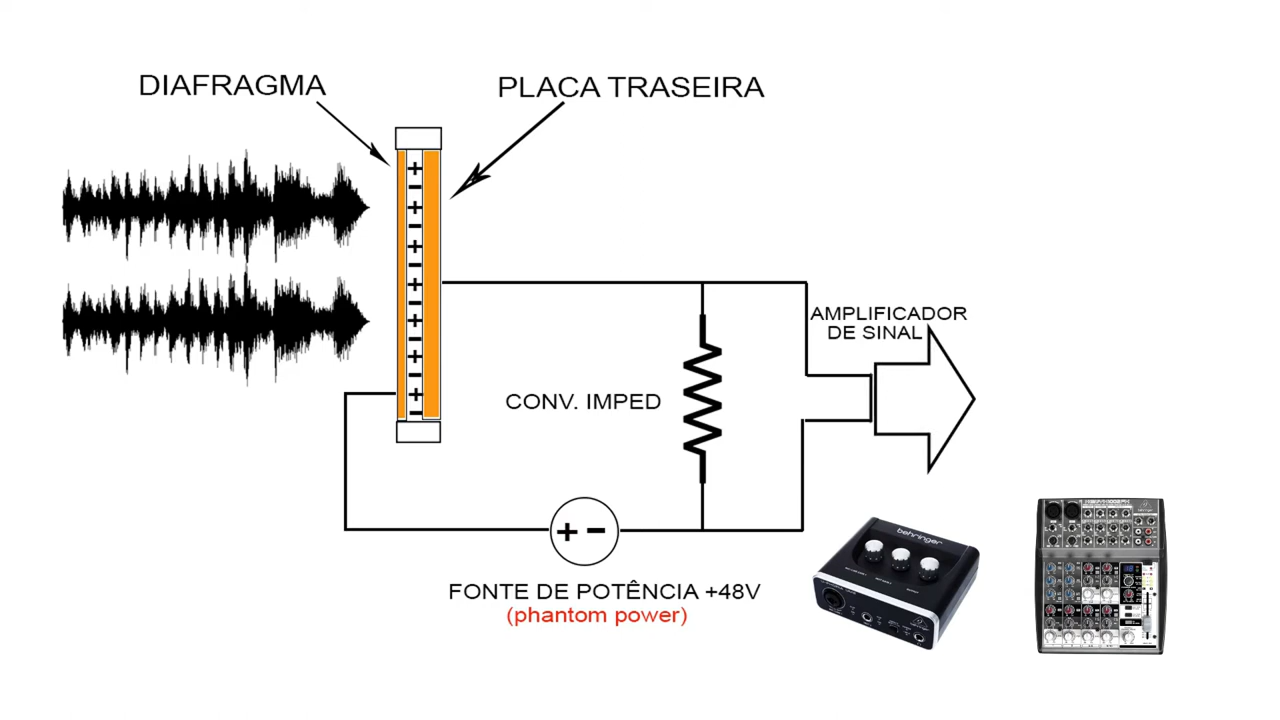 DIAFRAGMA
PLACA TRASEIRA
AMPLIFICADOR
DE SINAL
CONV. IMPED
FONTE DE POTÊNCIA +48V
(phantom power)
behringer